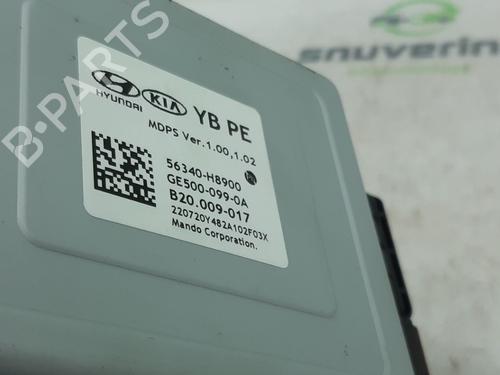 B-PARTS
snuverink
HYUNDAI
KIA
YB PE
MDPS Ver.1.00,1.02
56340-H8900
GE500-099-0A
B20.009-017
220720Y482A102F03X
Mando Corporation.